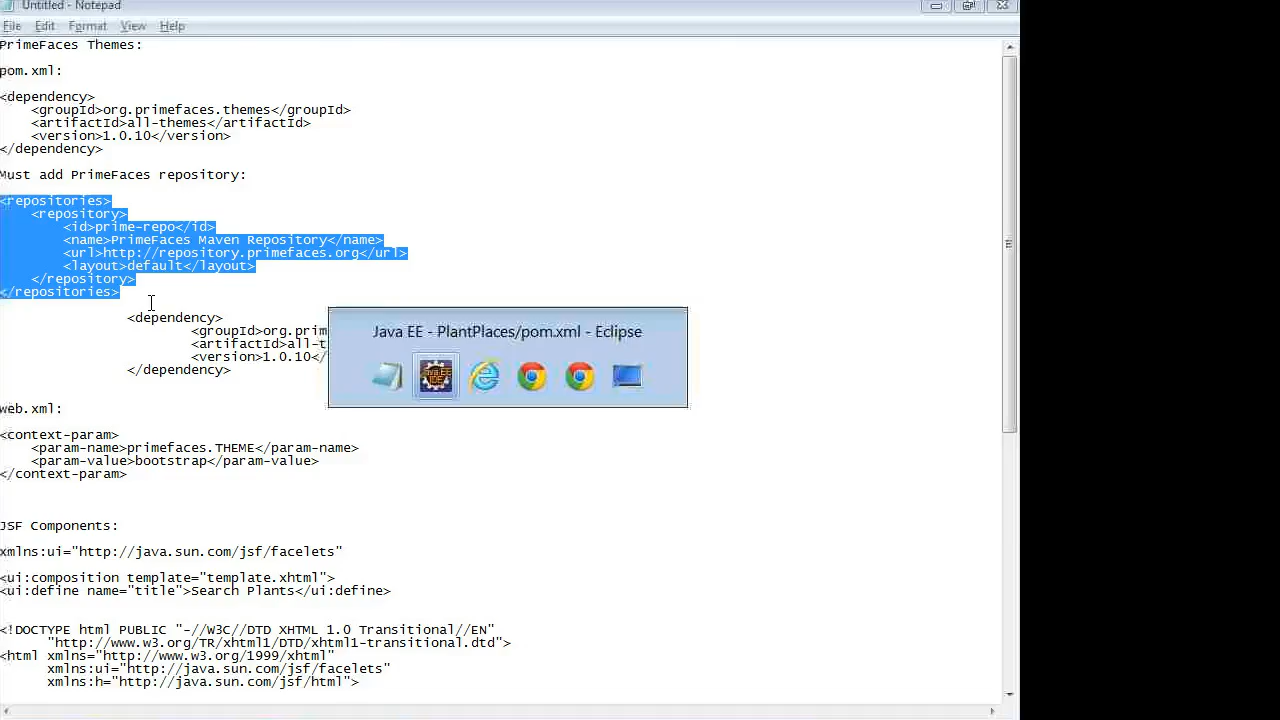 Untitled - Notepad
File Edit Format View Help
PrimeFaces Themes:
pom.xml:
<dependency>
<groupId>org.primefaces.themes</groupId>
<artifactId>all-themes</artifactId>
<version>1.0.10</version>
</dependency>
Must add PrimeFaces repository:
<repositories>
<repository>
<id>prime-repo</id>
<name>PrimeFaces Maven Repository</name>
<url>http://repository.primefaces.org</url>
<layout>default</layout>
</repository>
</repositories>
<dependency>
<groupId>org.prim
<artifactId>all-t
<version>1.0.10</
</dependency>
Java EE - PlantPlaces/pom.xml - Eclipse
Java EE
IDE
web.xml:
<context-param>
<param-name>primefaces.THEME</param-name>
<param-value>bootstrap</param-value>
</context-param>
JSF Components:
xmlns:ui="http://java.sun.com/jsf/facelets"
<ui:composition template="template.xhtml">
<ui:define name="title">Search Plants</ui:define>
<!DOCTYPE html PUBLIC "-//W3C//DTD XHTML 1.0 Transitional//EN"
"http://www.w3.org/TR/xhtml1/DTD/xhtml1-transitional.dtd">
<html xmlns="http://www.w3.org/1999/xhtml"
xmlns:ui="http://java.sun.com/jsf/facelets"
xmlns:h="http://java.sun.com/jsf/html">